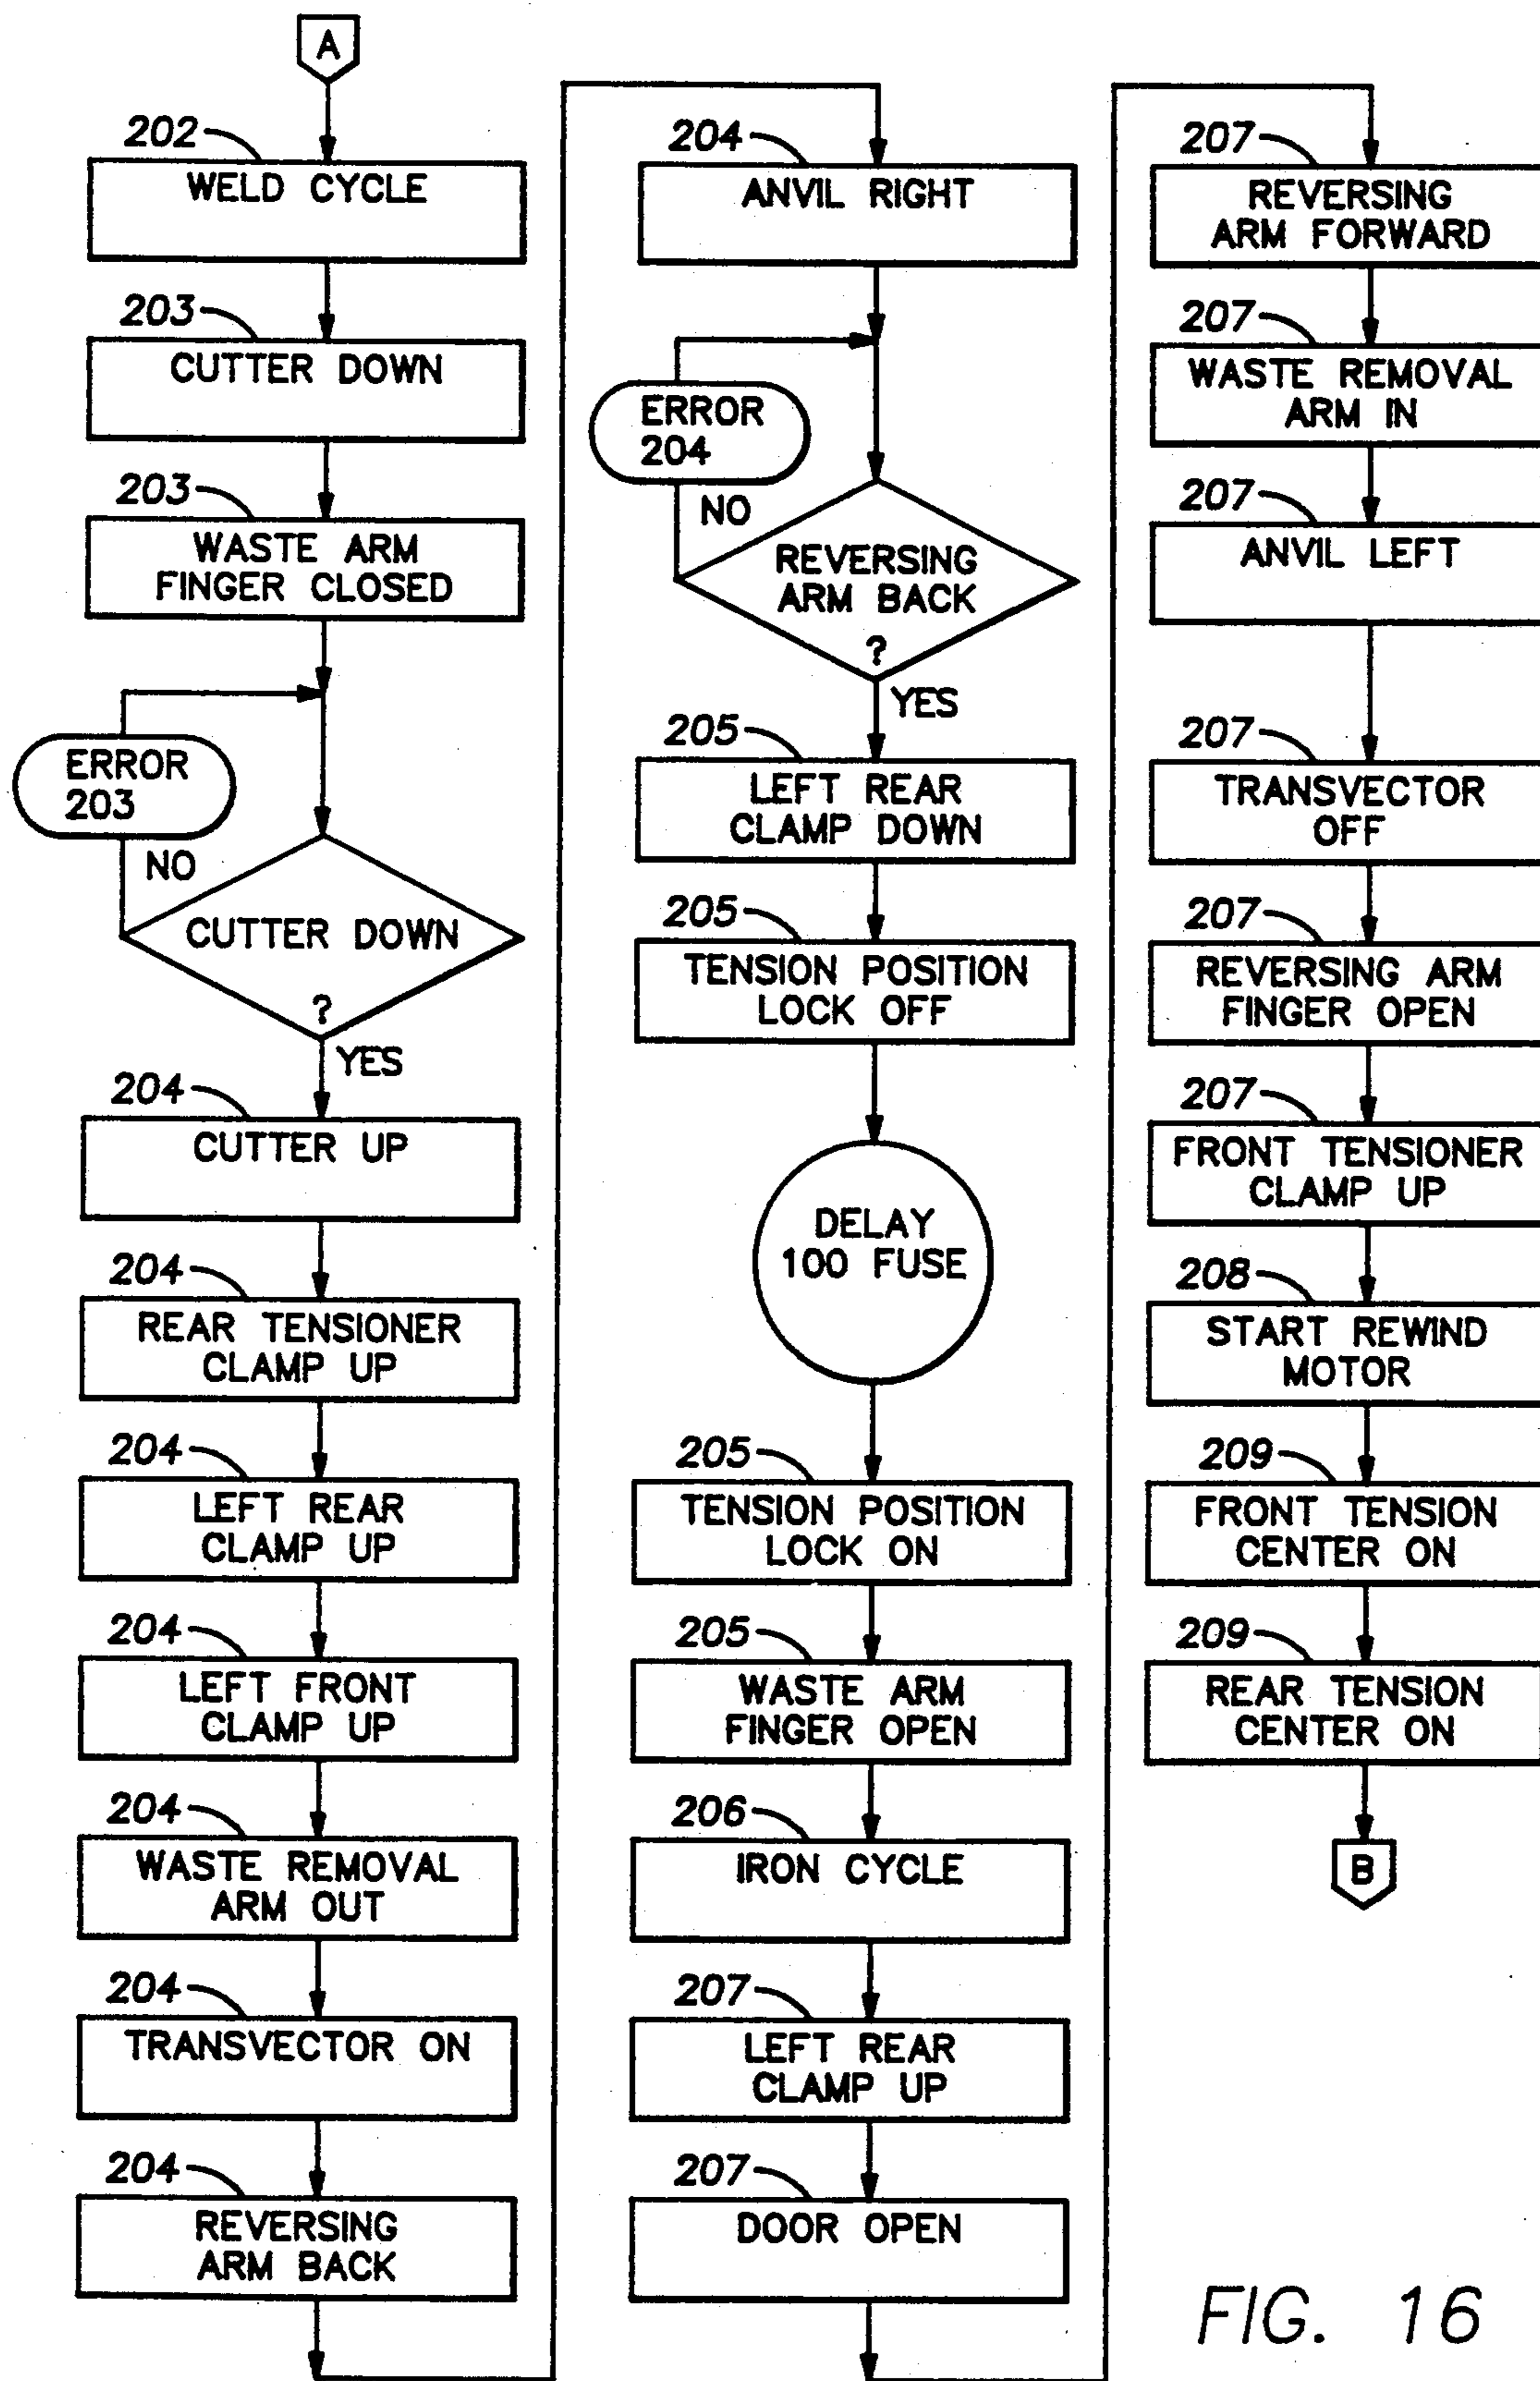 A
202
WELD CYCLE
203
CUTTER DOWN
203
WASTE ARM
FINGER CLOSED
ERROR
203
NO
CUTTER DOWN
?
YES
204
CUTTER UP
204
REAR TENSIONER
CLAMP UP
204
LEFT REAR
CLAMP UP
204
LEFT FRONT
CLAMP UP
204
WASTE REMOVAL
ARM OUT
204
TRANSVECTOR ON
204
REVERSING
ARM BACK
204
ANVIL RIGHT
ERROR
204
NO
REVERSING
ARM BACK
?
YES
205
LEFT REAR
CLAMP DOWN
205
TENSION POSITION
LOCK OFF
DELAY
100 FUSE
205
TENSION POSITION
LOCK ON
205
WASTE ARM
FINGER OPEN
206
IRON CYCLE
207
LEFT REAR
CLAMP UP
207
DOOR OPEN
207
REVERSING
ARM FORWARD
207
WASTE REMOVAL
ARM IN
207
ANVIL LEFT
207
TRANSVECTOR
OFF
207
REVERSING ARM
FINGER OPEN
207
FRONT TENSIONER
CLAMP UP
208
START REWIND
MOTOR
209
FRONT TENSION
CENTER ON
209
REAR TENSION
CENTER ON
B
FIG. 16